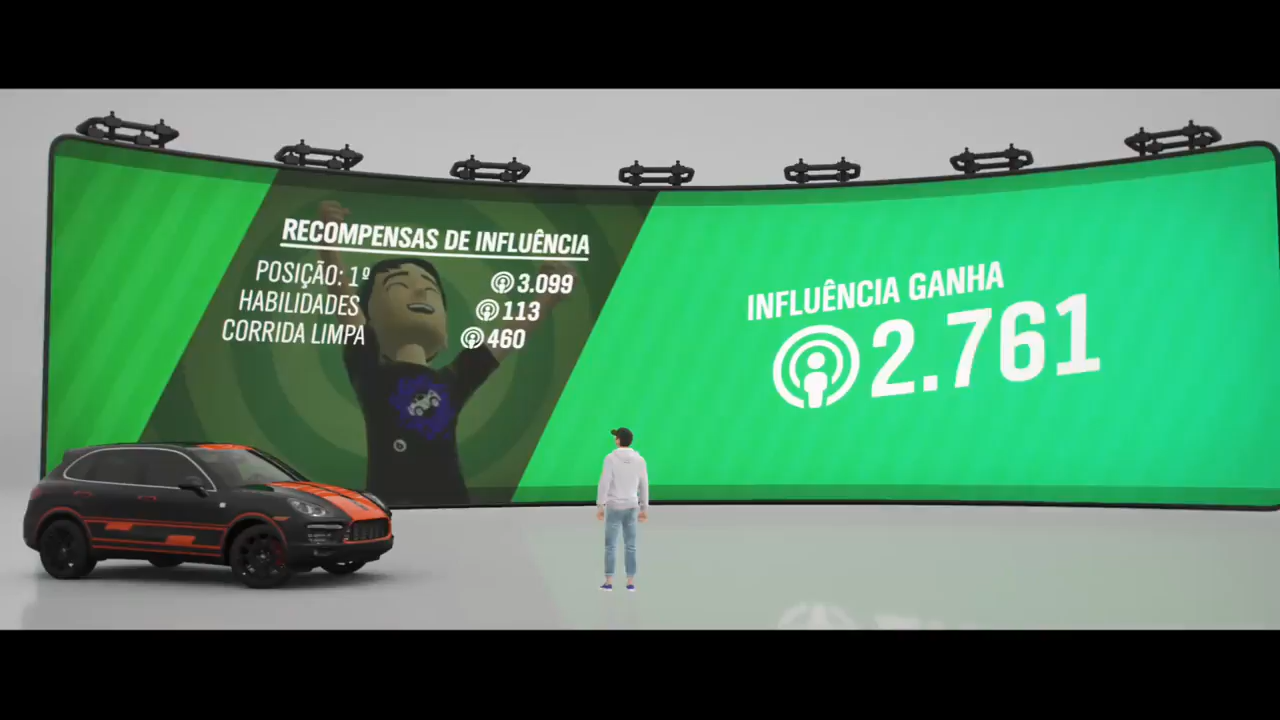 RECOMPENSAS DE INFLUÊNCIA
POSIÇÃO: 1º 3.099
HABILIDADES 113
CORRIDA LIMPA 460
INFLUÊNCIA GANHA
2.761